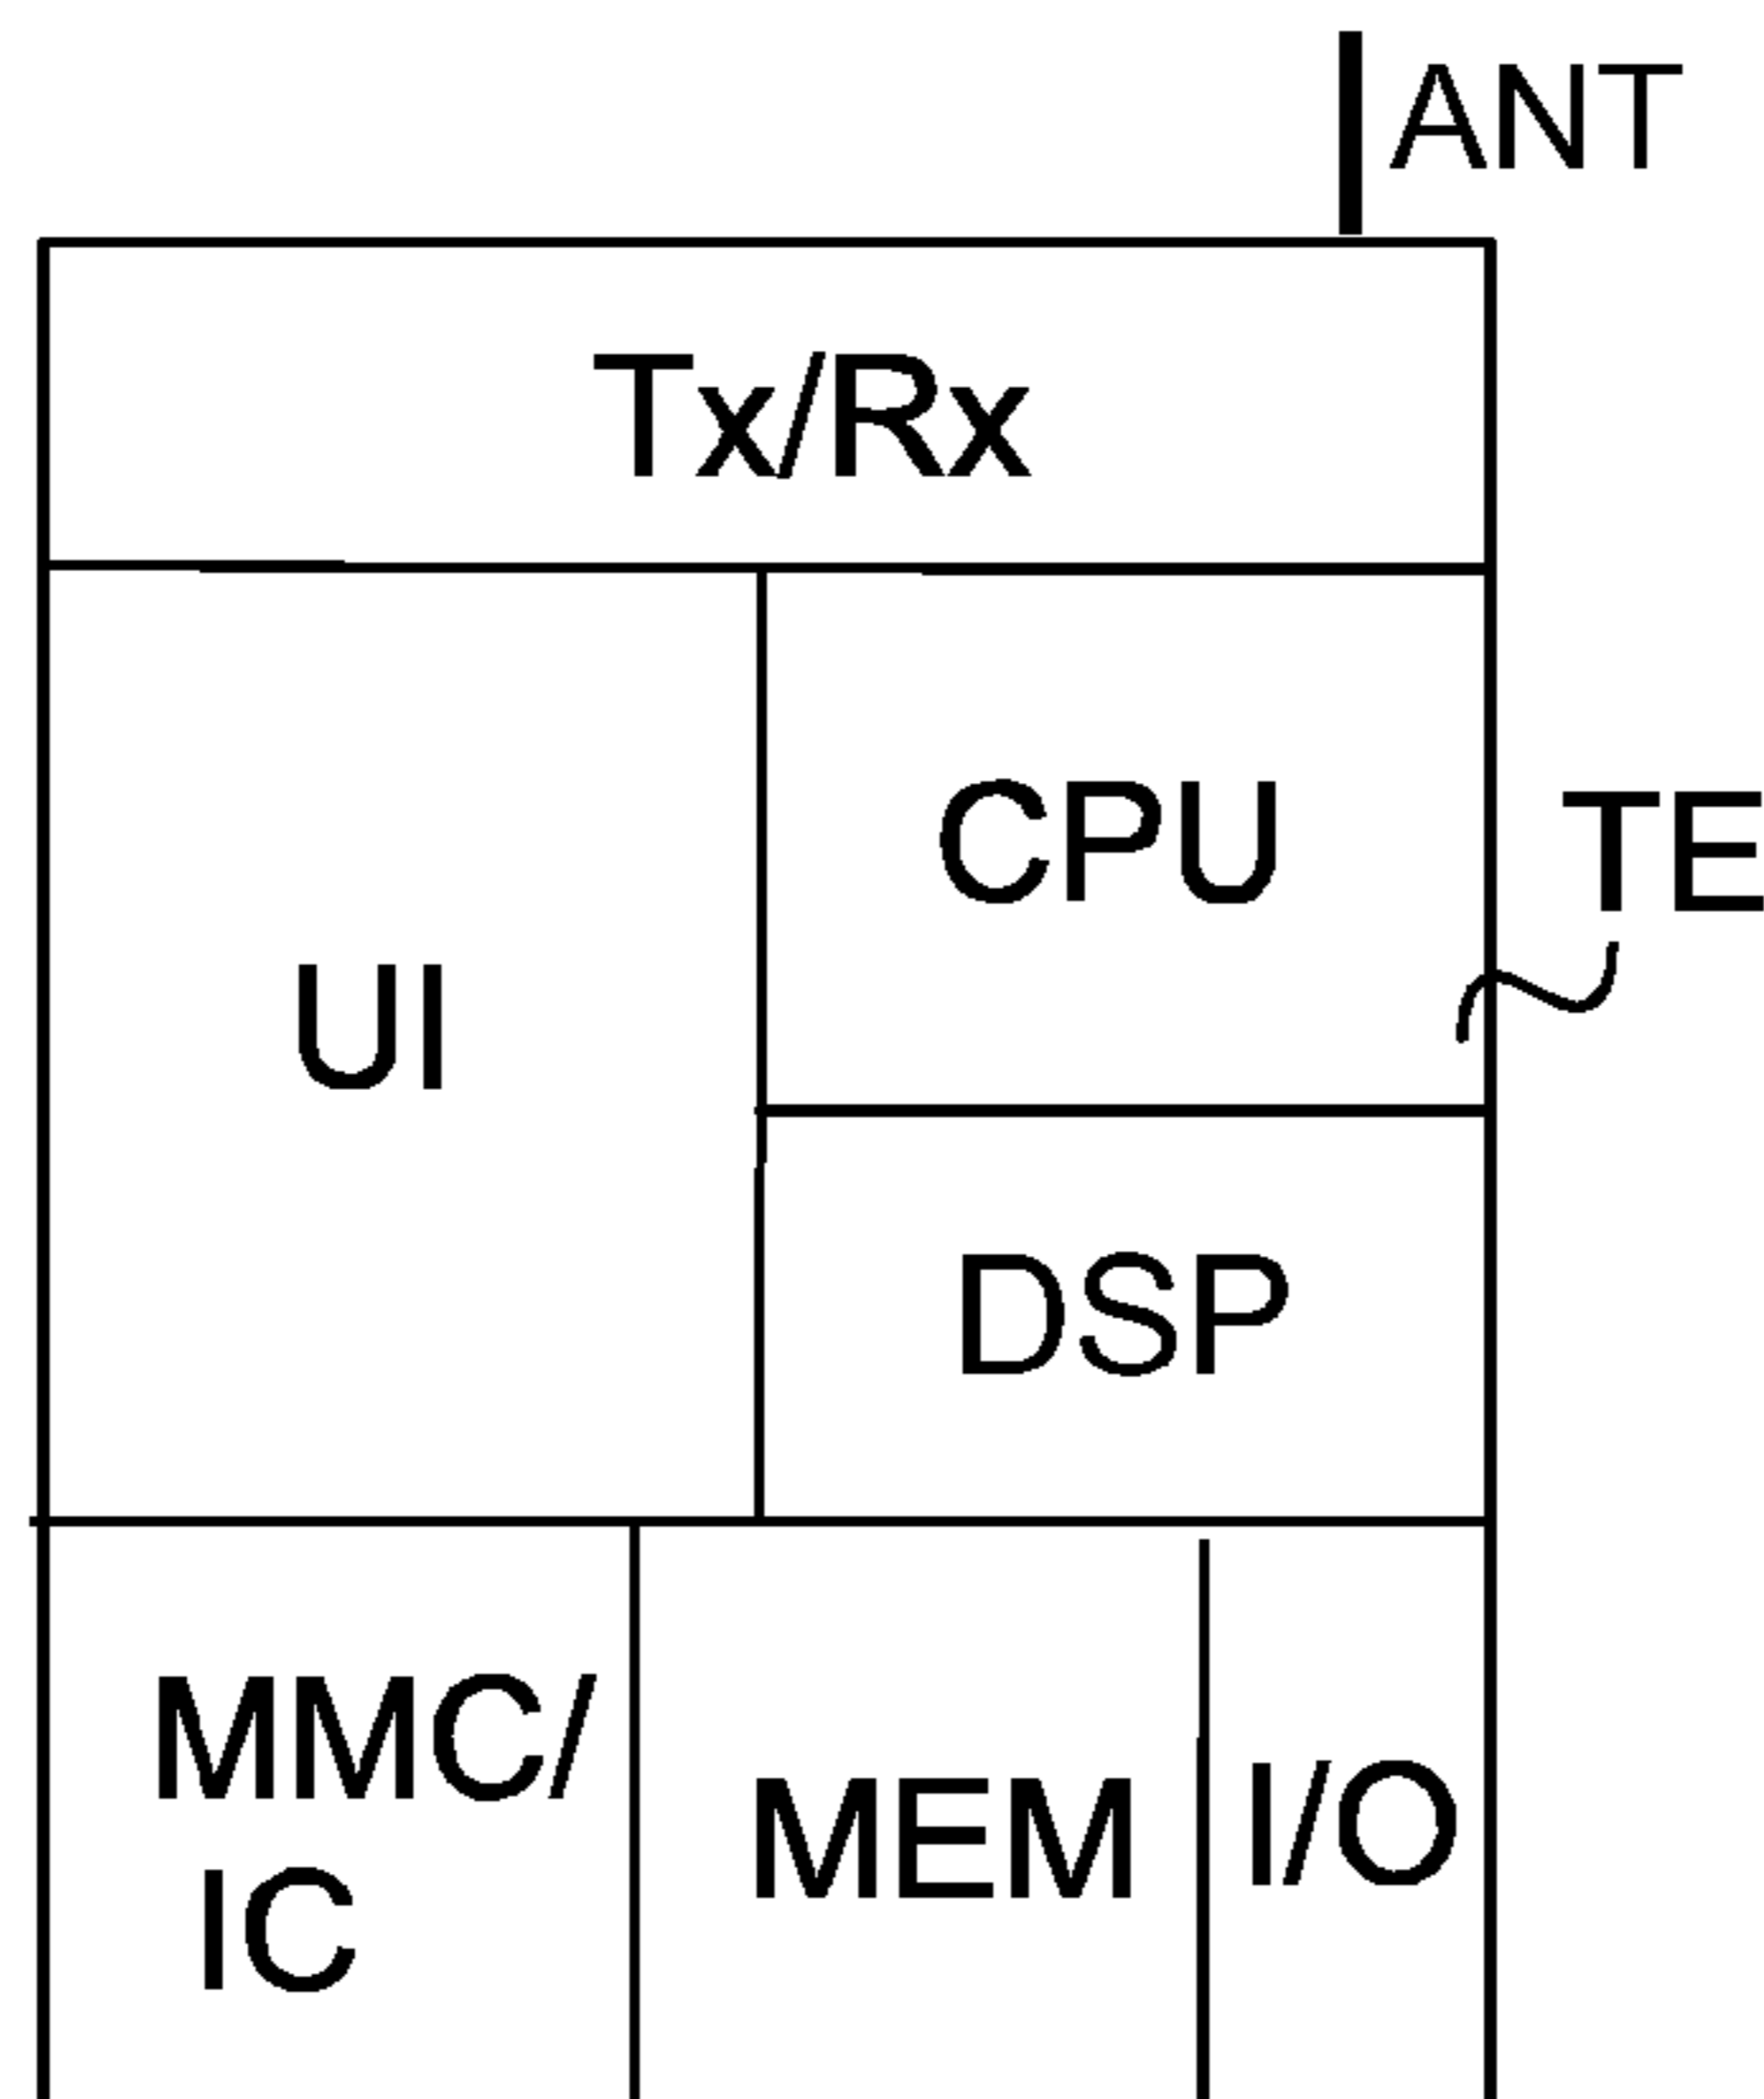 ANT
Tx/Rx
CPU
TE
UI
DSP
MMC/
IC
MEM
I/O